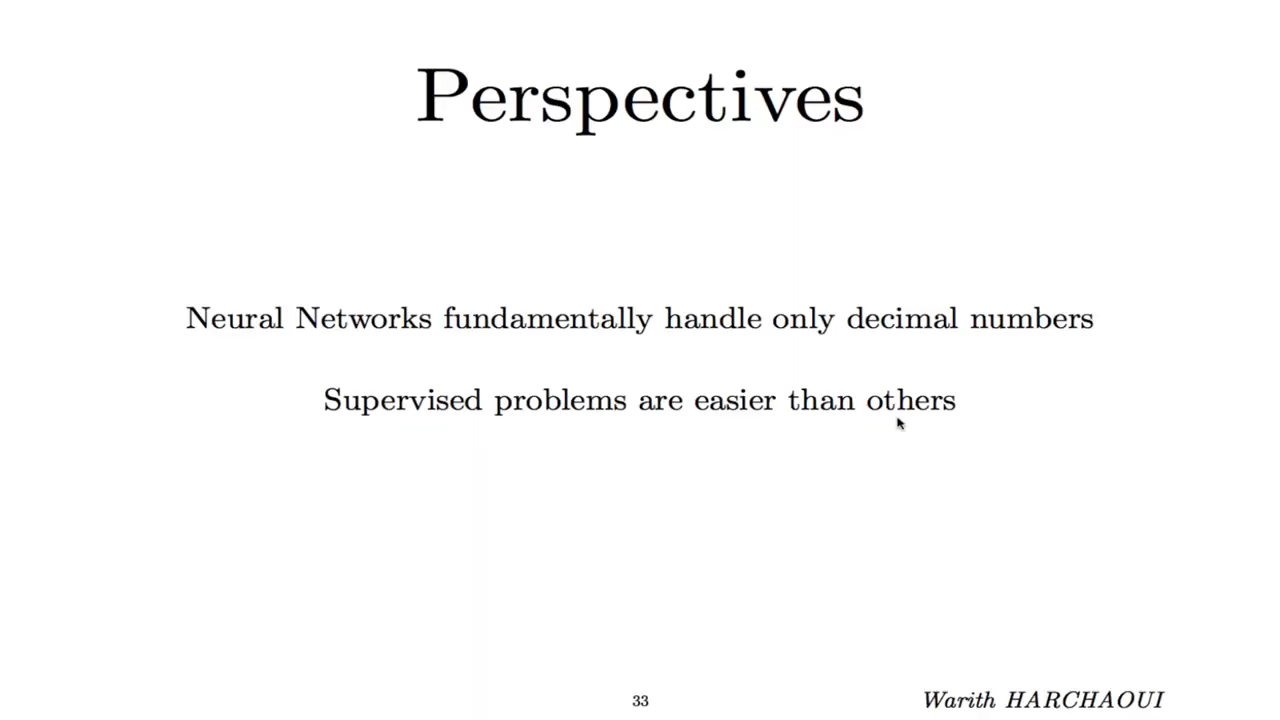 Perspectives
Neural Networks fundamentally handle only decimal numbers
Supervised problems are easier than others
33
Warith HARCHAOUI